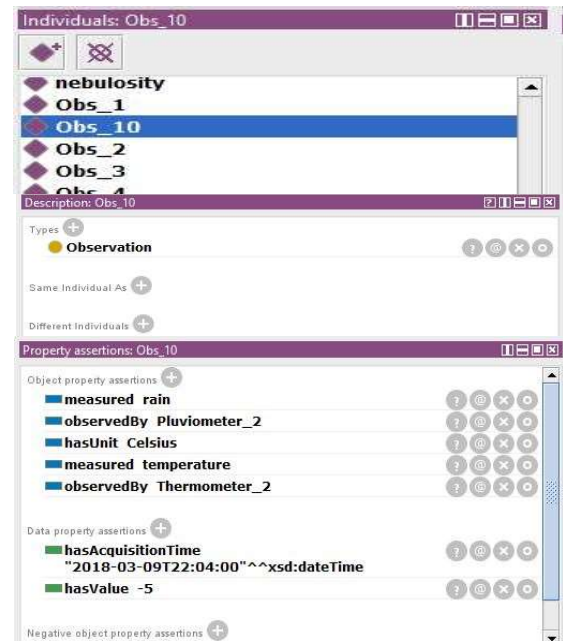 Individuals: Obs_10
nebulosity
Obs_1
Obs_10
Obs_2
Obs_3
Obs_4
Description: Obs_10
Types
Observation
Same Individual As
Different Individuals
Property assertions: Obs_10
Object property assertions
measured rain
observedBy Pluviometer_2
hasUnit Celsius
measured temperature
observedBy Thermometer_2
Data property assertions
hasAcquisitionTime
"2018-03-09T22:04:00"^^xsd:dateTime
hasValue -5
Negative object property assertions